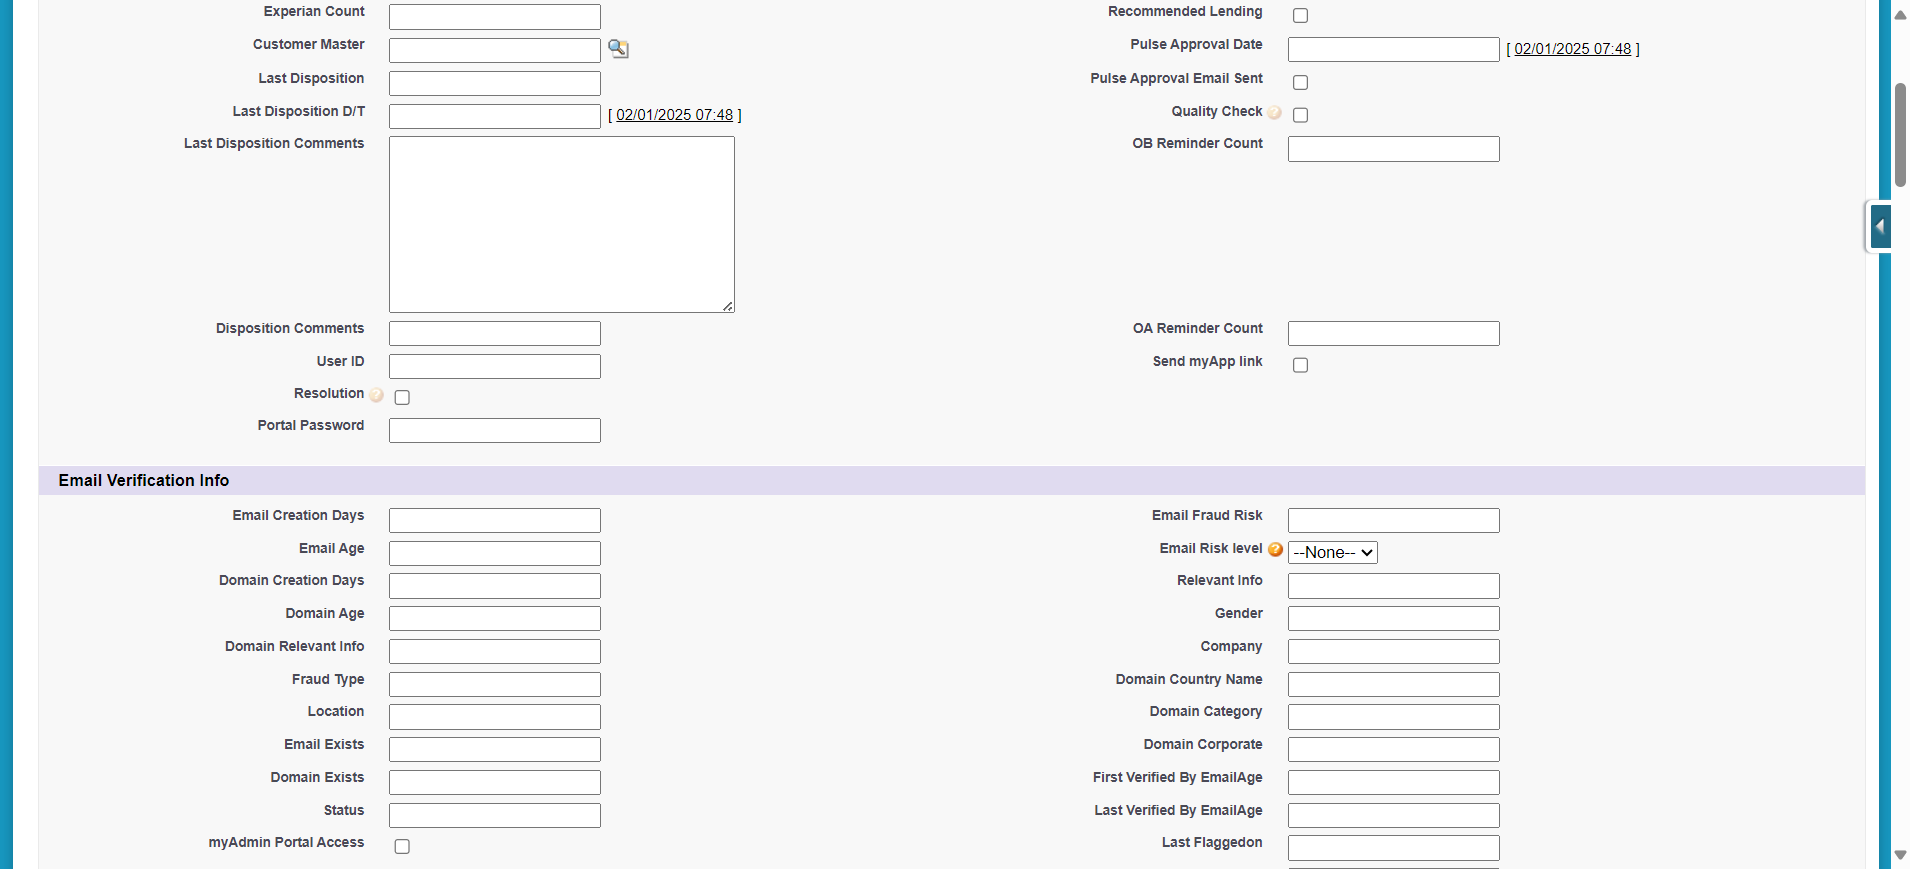 Experian Count
Recommended Lending
Customer Master
Pulse Approval Date [ 02/01/2025 07:48 ]
Last Disposition
Pulse Approval Email Sent
Last Disposition D/T [ 02/01/2025 07:48 ]
Quality Check ?
Last Disposition Comments
OB Reminder Count
Disposition Comments
OA Reminder Count
User ID
Send myApp link
Resolution ?
Portal Password
Email Verification Info
Email Creation Days
Email Fraud Risk
Email Age
Email Risk level ? --None--
Domain Creation Days
Relevant Info
Domain Age
Gender
Domain Relevant Info
Company
Fraud Type
Domain Country Name
Location
Domain Category
Email Exists
Domain Corporate
Domain Exists
First Verified By EmailAge
Status
Last Verified By EmailAge
myAdmin Portal Access
Last Flaggedon